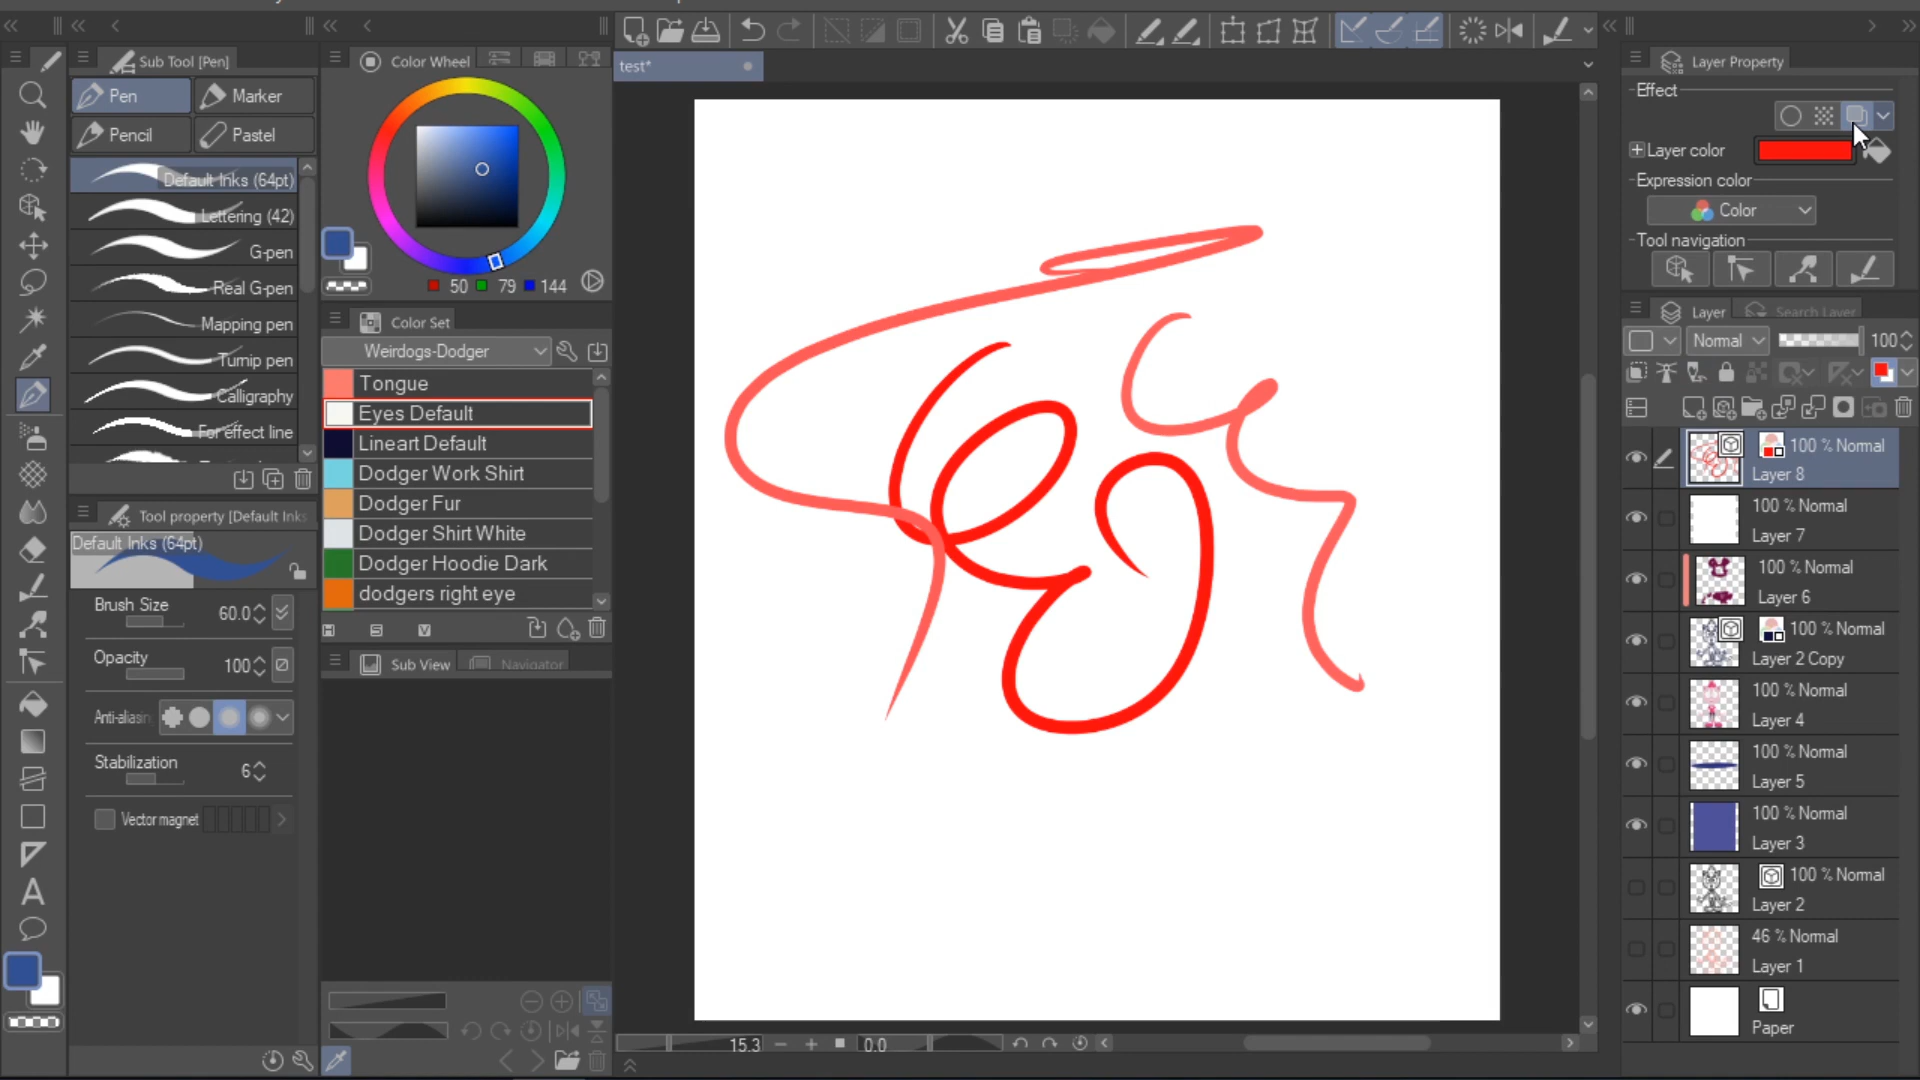 Sub Tool [Pen]
Pen
Marker
Pencil
Pastel
Default Inks (64pt)
Lettering (42)
G-pen
Real G-pen
Mapping pen
Turnip pen
Calligraphy
For effect line
Tool property [Default Inks
Default Inks (64pt)
Brush Size 60.0
Opacity 100
Anti-aliasin
Stabilization 6
Vector magnet
Color Wheel
50 79 144
Color Set
Weirdogs-Dodger
Tongue
Eyes Default
Lineart Default
Dodger Work Shirt
Dodger Fur
Dodger Shirt White
Dodger Hoodie Dark
dodgers right eye
Sub View
Navigator
test*
15.3
0.0
Layer Property
Effect
Layer color
Expression color
Color
Tool navigation
Layer
Search Layer
Normal 100
100 % Normal
Layer 8
100 % Normal
Layer 7
100 % Normal
Layer 6
100 % Normal
Layer 2 Copy
100 % Normal
Layer 4
100 % Normal
Layer 5
100 % Normal
Layer 3
100 % Normal
Layer 2
46 % Normal
Layer 1
Paper